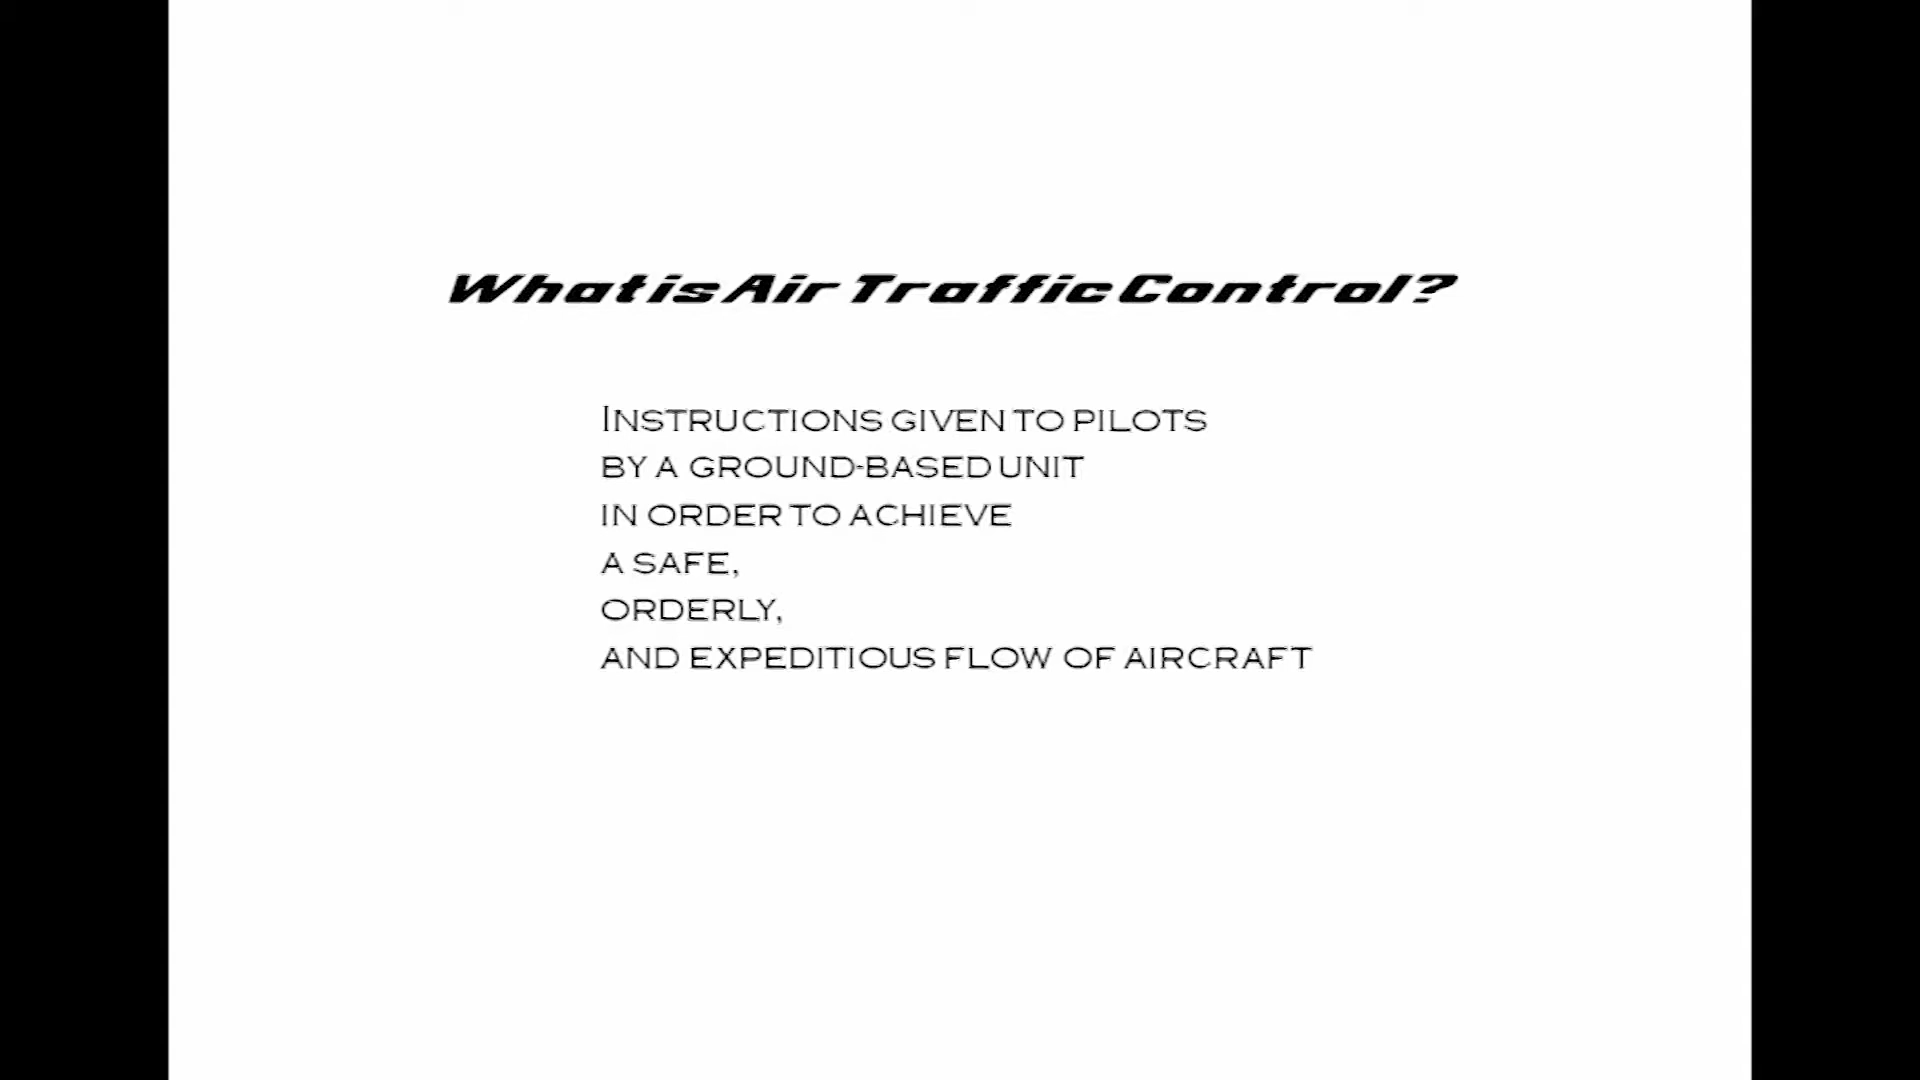 What is Air Traffic Control?
Instructions given to pilots
by a ground-based unit
in order to achieve
a safe,
orderly,
and expeditious flow of aircraft